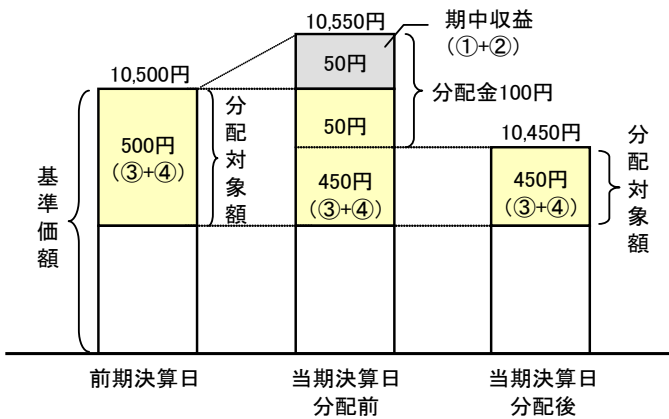 10,550円
期中収益
(①+②)
50円
10,500円
分配金100円
500円
(③+④)
分配対象額
50円
10,450円
450円
(③+④)
450円
(③+④)
分配対象額
基準価額
前期決算日
当期決算日
分配前
当期決算日
分配後